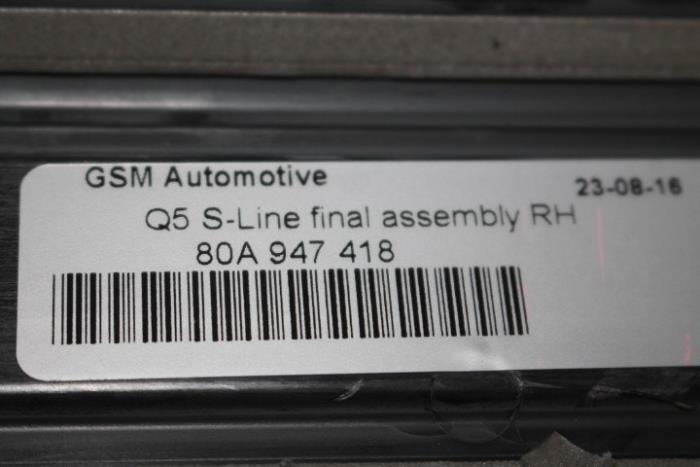 GSM Automotive
23-08-16
Q5 S-Line final assembly RH
80A 947 418